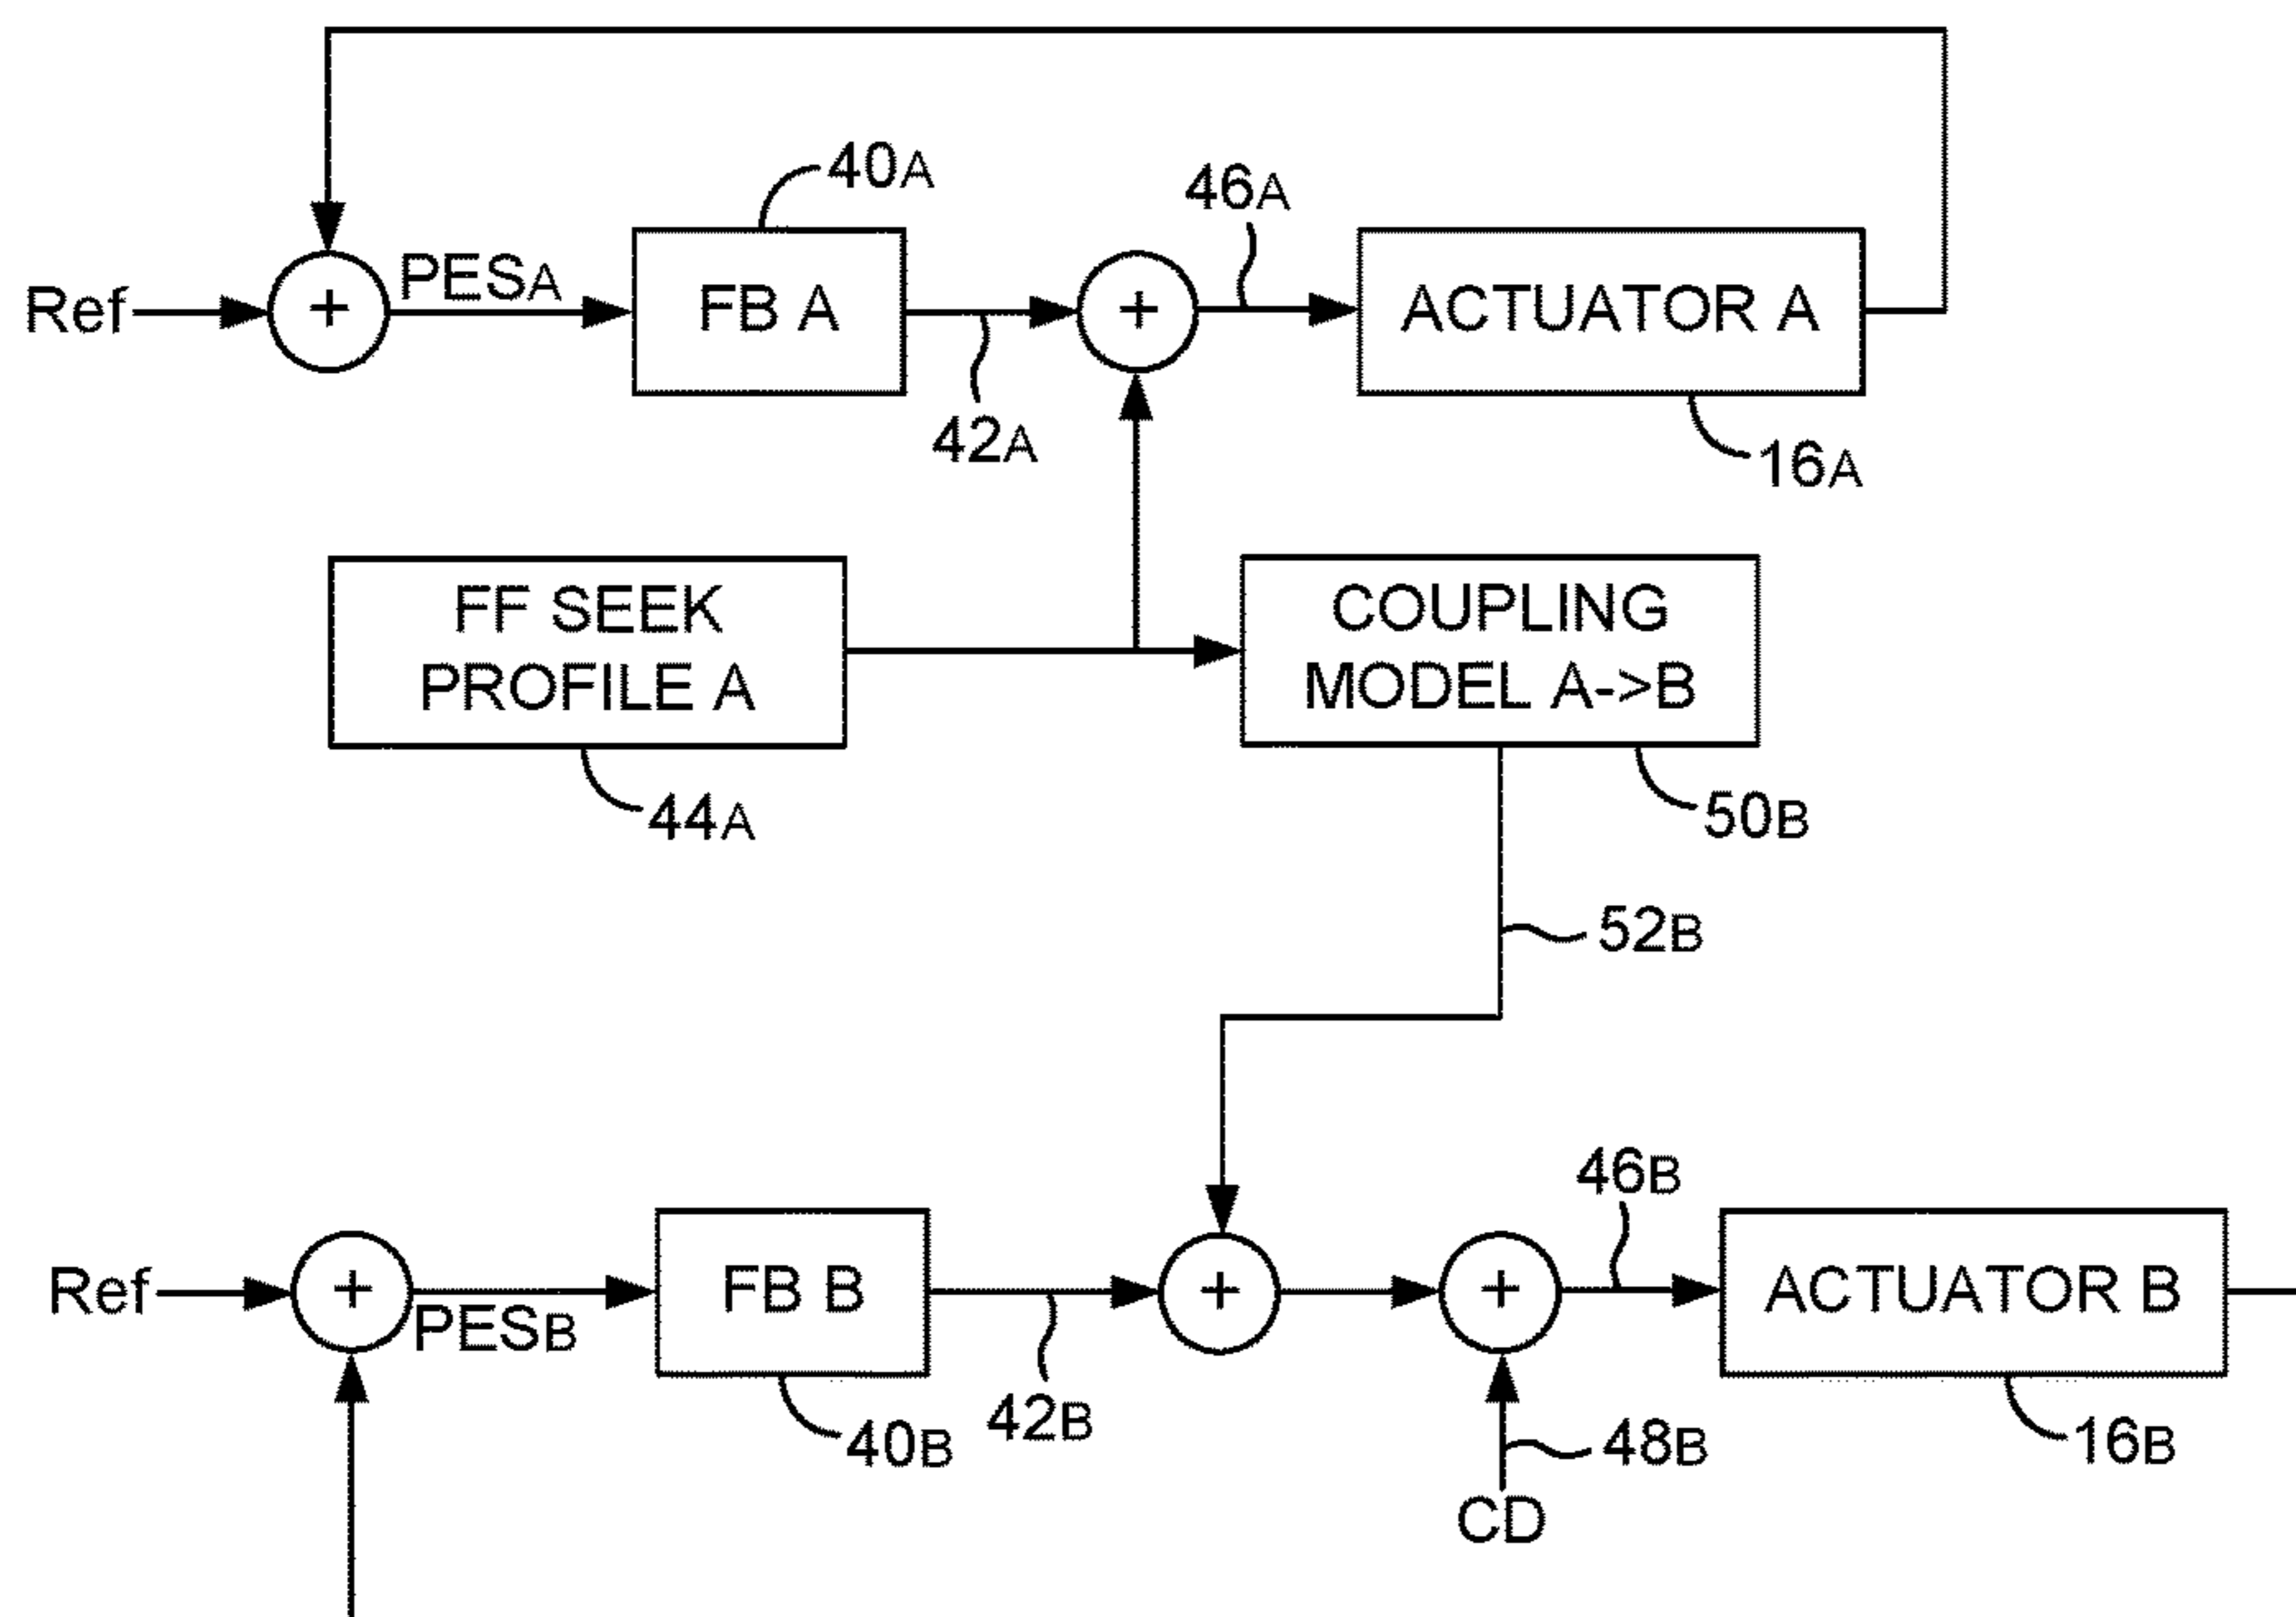 40A
46A
Ref
+
PESA
FB A
+
ACTUATOR A
42A
16A
FF SEEK
PROFILE A
COUPLING
MODEL A->B
44A
50B
52B
46B
Ref
+
PESB
FB B
+
+
ACTUATOR B
40B
42B
48B
16B
CD